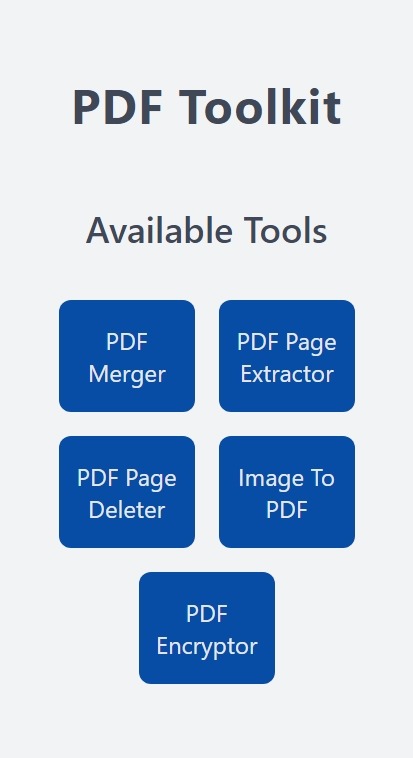 PDF Toolkit
Available Tools
PDF
Merger
PDF Page
Extractor
PDF Page
Deleter
Image To
PDF
PDF
Encryptor